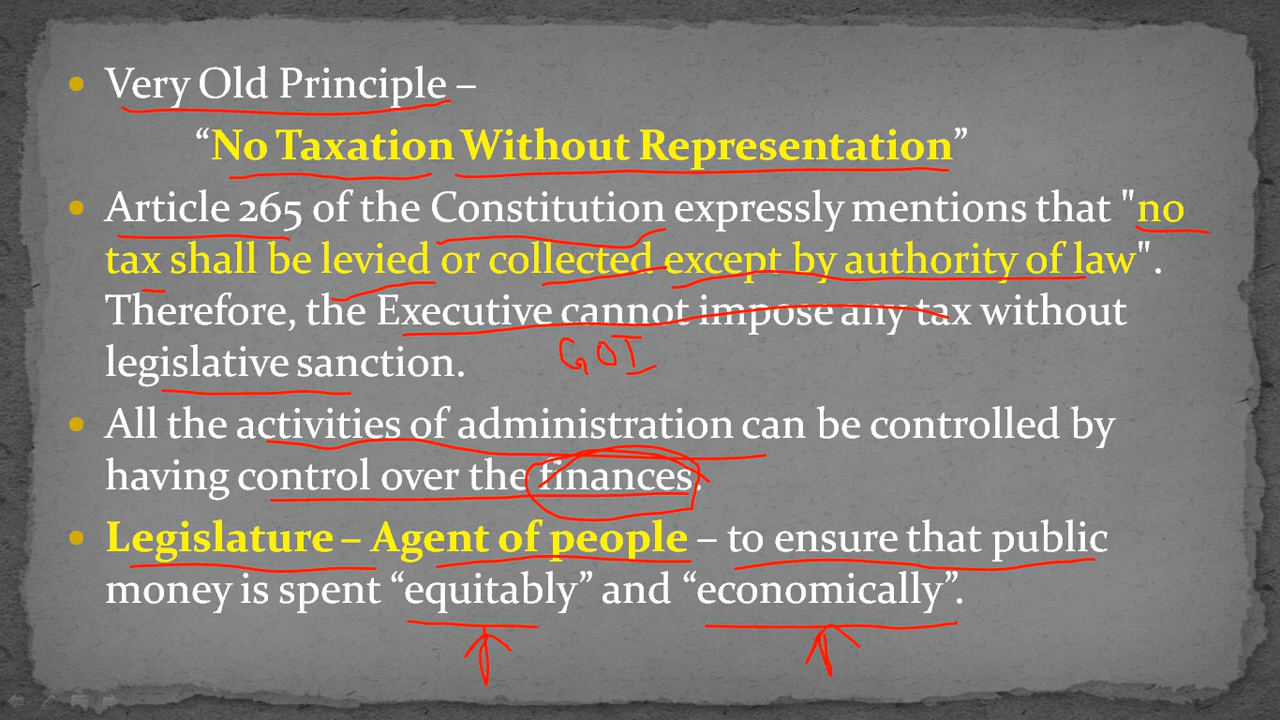 Very Old Principle –
“No Taxation Without Representation”
Article 265 of the Constitution expressly mentions that "no
tax shall be levied or collected except by authority of law".
Therefore, the Executive cannot impose any tax without
GOI
legislative sanction.
All the activities of administration can be controlled by
having control over the finances.
Legislature – Agent of people – to ensure that public
money is spent “equitably” and “economically”.